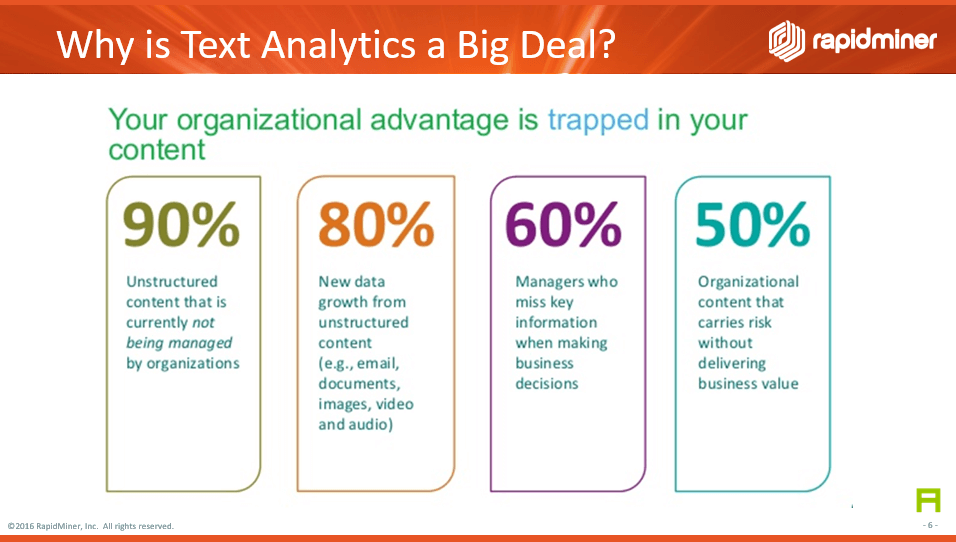 Why is Text Analytics a Big Deal?
rapidminer
Your organizational advantage is trapped in your
content
90%
Unstructured
content that is
currently not
being managed
by organizations
80%
New data
growth from
unstructured
content
(e.g., email,
documents,
images, video
and audio)
60%
Managers who
miss key
information
when making
business
decisions
50%
Organizational
content that
carries risk
without
delivering
business value
©2016 RapidMiner, Inc. All rights reserved.
- 6 -